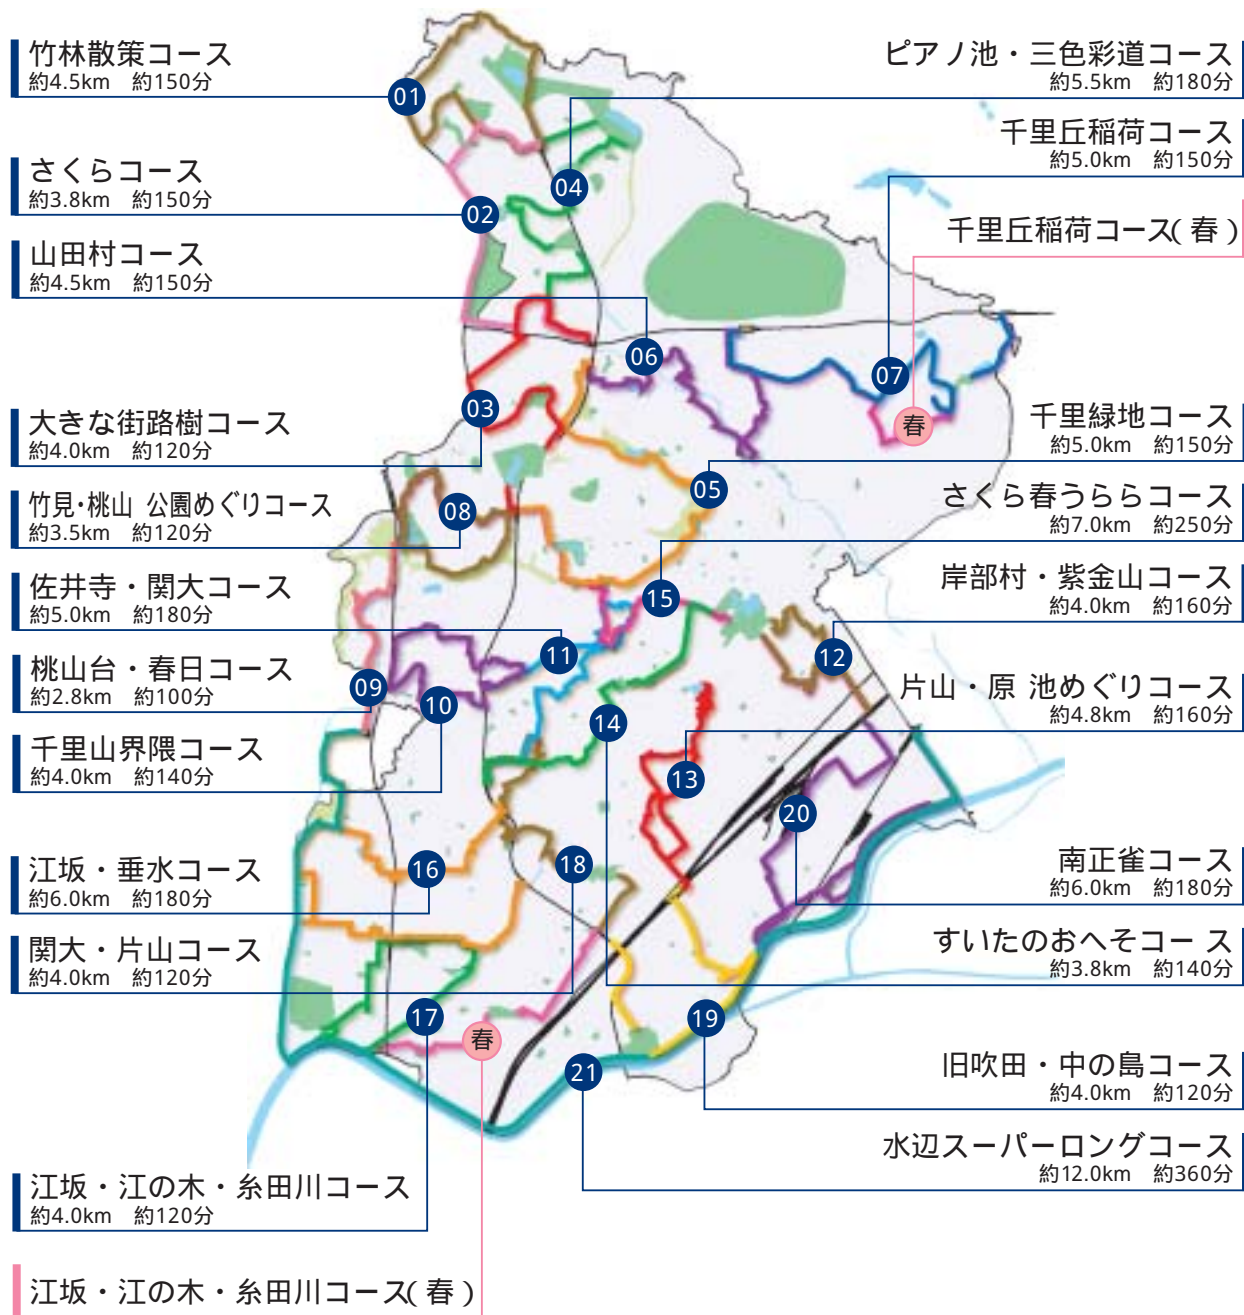 竹林散策コース
約4.5km 約150分
さくらコース
約3.8km 約150分
山田村コース
約4.5km 約150分
大きな街路樹コース
約4.0km 約120分
竹見・桃山 公園めぐりコース
約3.5km 約120分
佐井寺・関大コース
約5.0km 約180分
桃山台・春日コース
約2.8km 約100分
千里山界隈コース
約4.0km 約140分
江坂・垂水コース
約6.0km 約180分
関大・片山コース
約4.0km 約120分
江坂・江の木・糸田川コース
約4.0km 約120分
江坂・江の木・糸田川コース(春)
ピアノ池・三色彩道コース
約5.5km 約180分
千里丘稲荷コース
約5.0km 約150分
千里丘稲荷コース(春)
千里緑地コース
約5.0km 約150分
さくら春うららコース
約7.0km 約250分
岸部村・紫金山コース
約4.0km 約160分
片山・原 池めぐりコース
約4.8km 約160分
南正雀コース
約6.0km 約180分
すいたのおへそコース
約3.8km 約140分
旧吹田・中の島コース
約4.0km 約120分
水辺スーパーロングコース
約12.0km 約360分
01
04
02
06
07
03
春
05
08
15
11
12
09
10
14
13
20
16
18
17
19
春
21